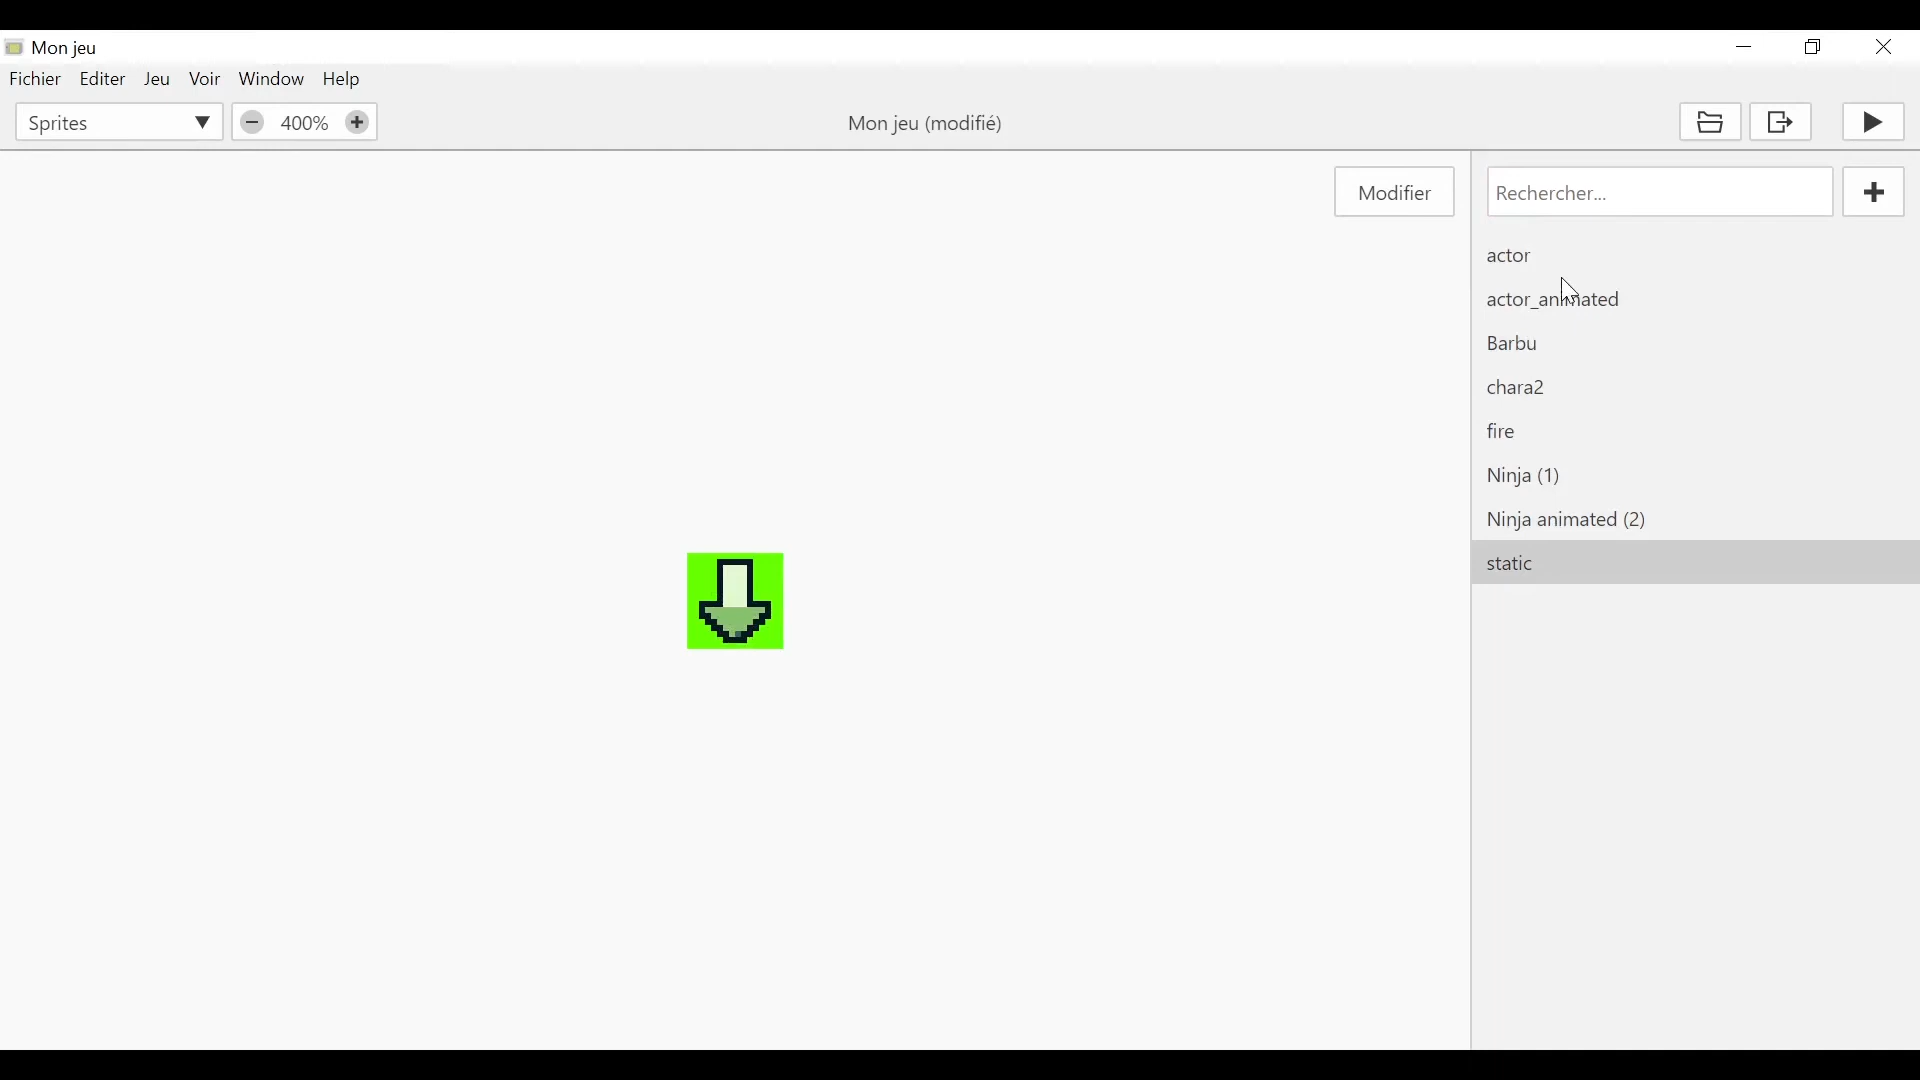 Mon jeu
Fichier Editer Jeu Voir Window Help
Sprites 400% Mon jeu (modifié)
Modifier Rechercher...
actor
actor_animated
Barbu
chara2
fire
Ninja (1)
Ninja animated (2)
static